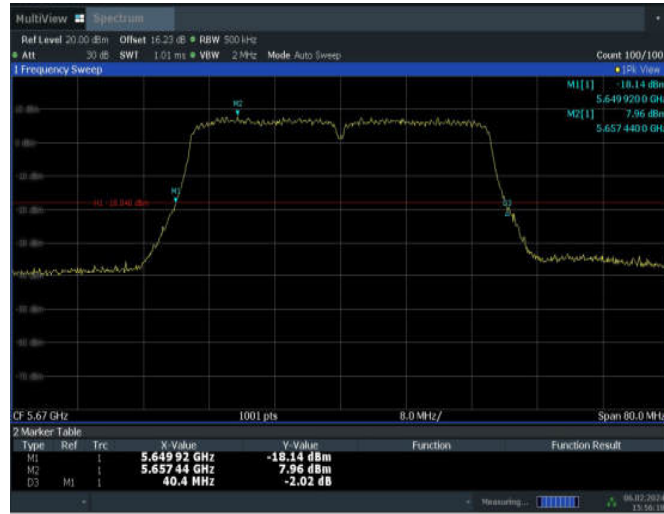 MultiView Spectrum
Ref Level 20.00 dBm Offset 16.23 dB RBW 500 kHz
Att 30 dB SWT 1.01 ms VBW 2 MHz Mode Auto Sweep Count 100/100
1 Frequency Sweep 1Pk View
M1[1] -18.14 dBm
5.649 920 0 GHz
M2[1] 7.96 dBm
5.657 440 0 GHz
M2
M1
D3
CF 5.67 GHz 1001 pts 8.0 MHz/ Span 80.0 MHz
2 Marker Table
Type Ref Trc X-Value Y-Value Function Function Result
M1 1 5.649 92 GHz -18.14 dBm
M2 1 5.657 44 GHz 7.96 dBm
D3 M1 1 40.4 MHz -2.02 dB
Measuring... 06.02.2024